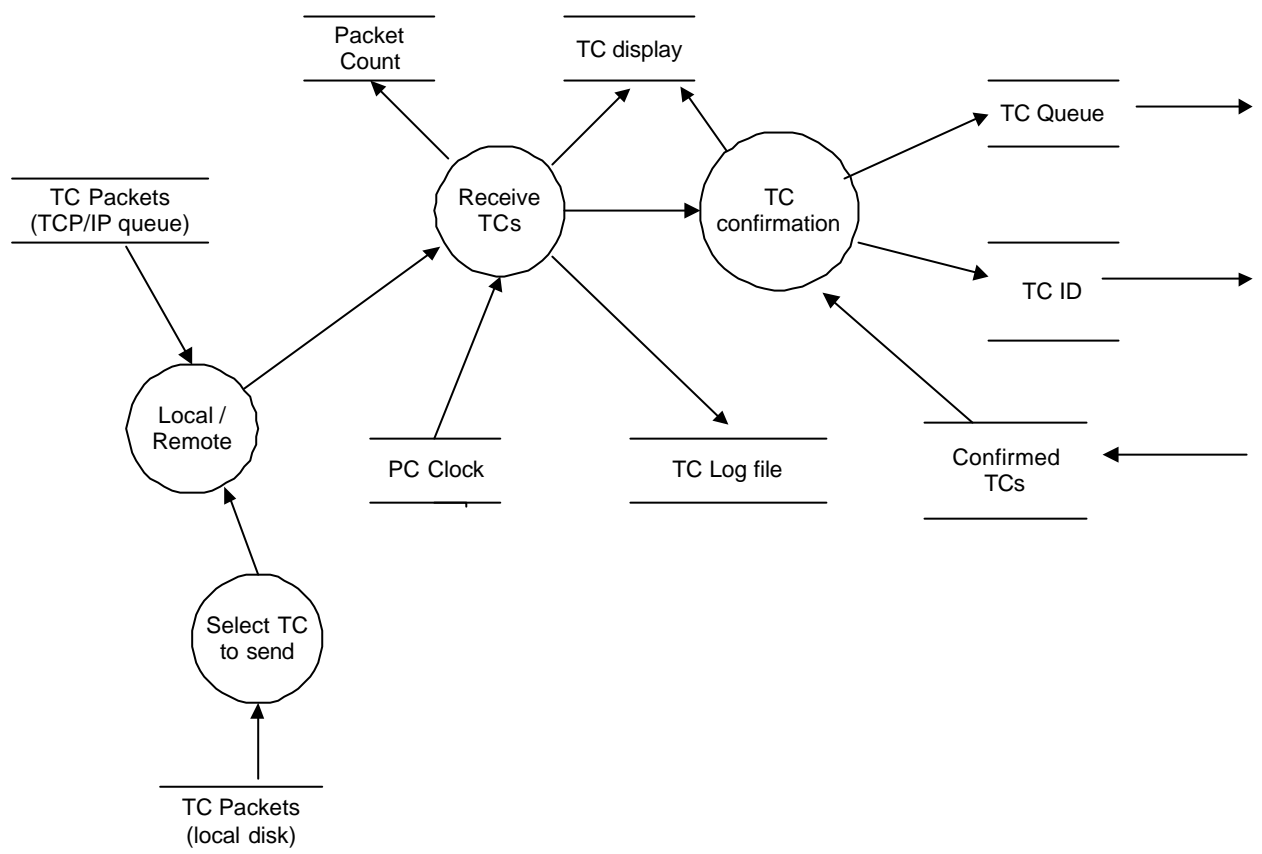 Packet
Count
TC display
TC Queue
TC Packets
(TCP/IP queue)
Receive
TCs
TC
confirmation
TC ID
Local /
Remote
PC Clock
TC Log file
Confirmed
TCs
Select TC
to send
TC Packets
(local disk)